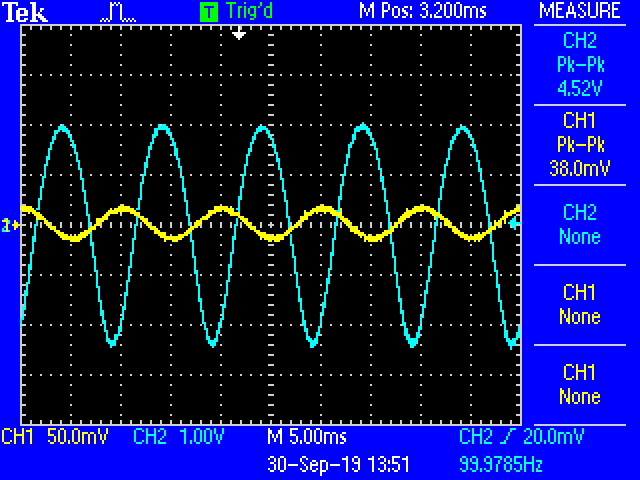 Tek T Trig'd M Pos: 3.200ms MEASURE
CH2
Pk-Pk
4.52V
CH1
Pk-Pk
38.0mV
CH2
None
CH1
None
CH1
None
CH1 50.0mV CH2 1.00V M 5.00ms CH2 20.0mV
30-Sep-19 13:51 99.9785Hz